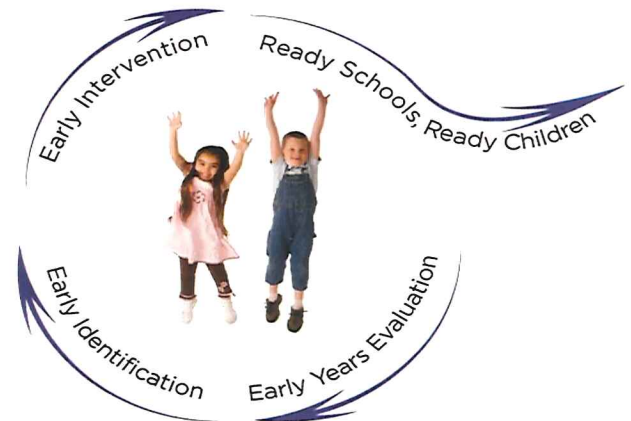 Early Intervention
Ready Schools, Ready Children
Early Identification
Early Years Evaluation